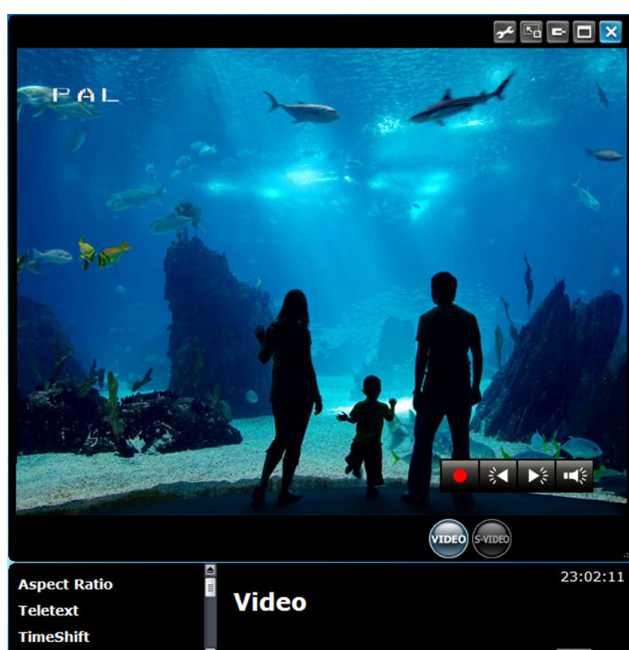 PAL
VIDEO S-VIDEO
Aspect Ratio
Teletext
TimeShift
23:02:11
Video